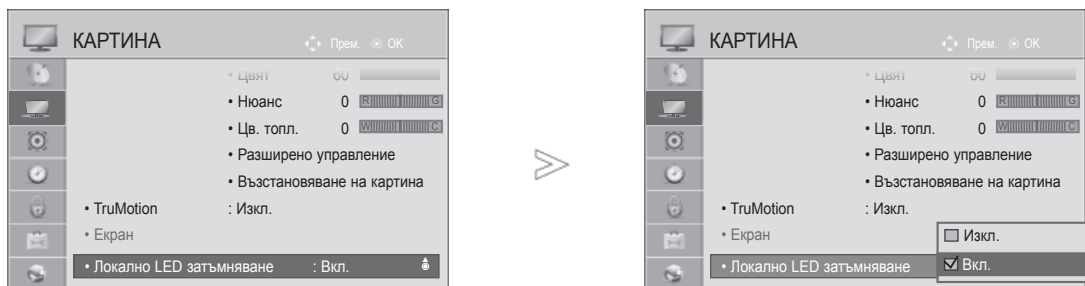 КАРТИНА
Прем. OK
• Цвят 60
• Нюанс 0 R G
• Цв. топл. 0 W C
• Разширено управление
• Възстановяване на картина
• TruMotion : Изкл.
• Екран
• Локално LED затъмняване : Вкл.
КАРТИНА
Прем. OK
• Цвят 60
• Нюанс 0 R G
• Цв. топл. 0 W C
• Разширено управление
• Възстановяване на картина
• TruMotion : Изкл.
• Екран
• Локално LED затъмняване
Изкл.
Вкл.